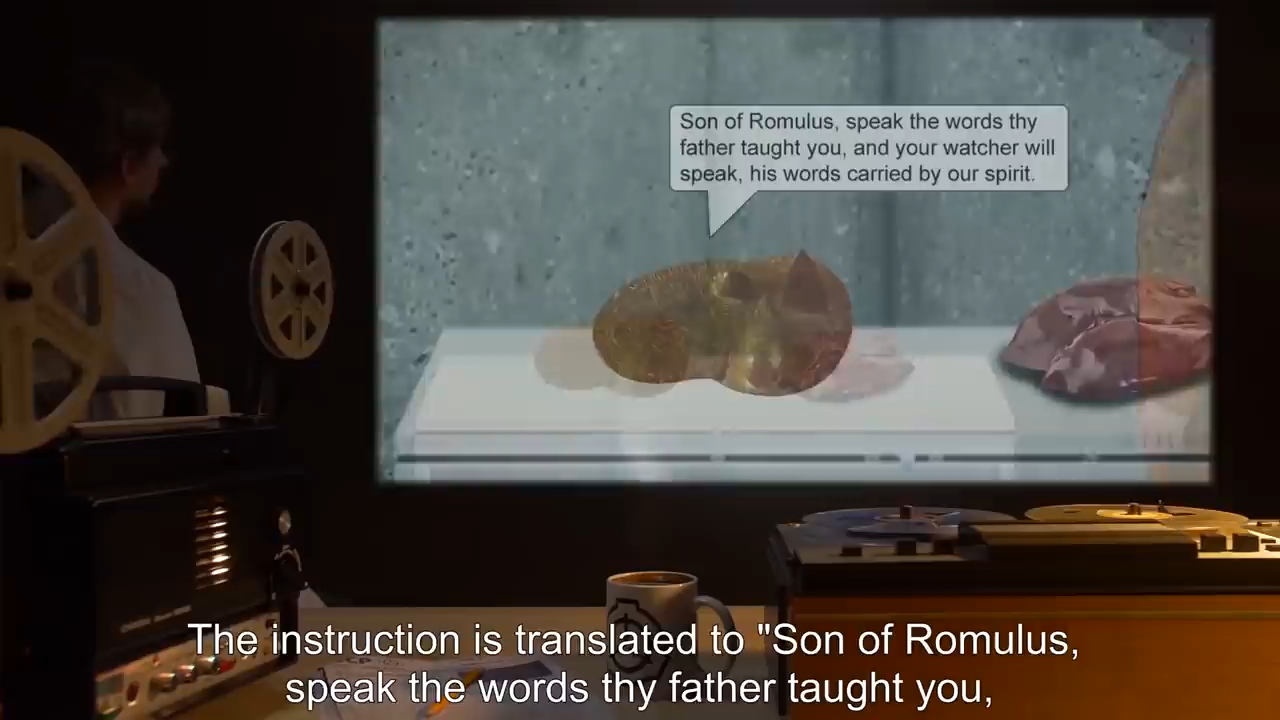 Son of Romulus, speak the words thy
father taught you, and your watcher will
speak, his words carried by our spirit.
The instruction is translated to "Son of Romulus,
speak the words thy father taught you,